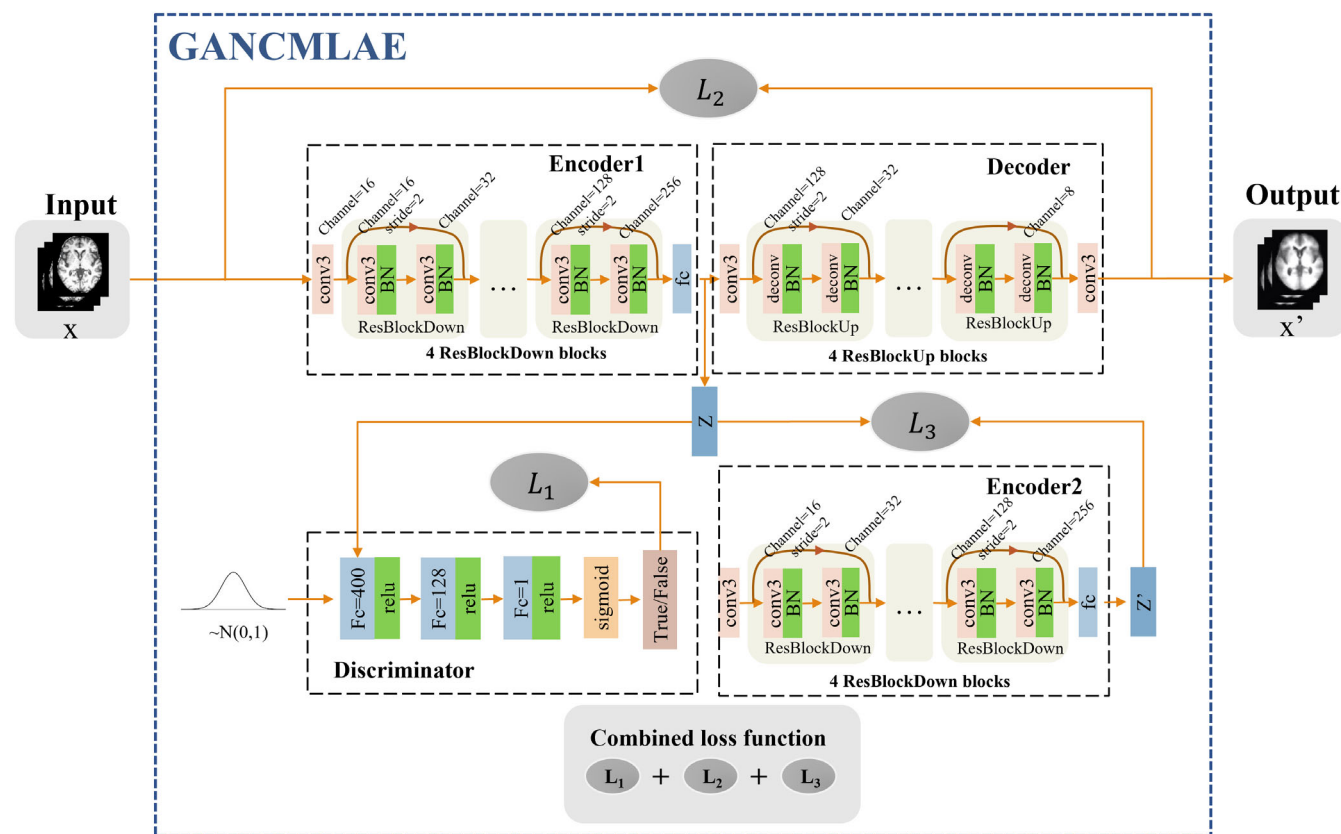 GANCMLAE
L₂
Input
x
Encoder1
Channel=16
Channel=16
stride=2
Channel=32
Channel=128
stride=2
Channel=256
conv3
conv3
BN
conv3
BN
...
conv3
BN
conv3
BN
fc
ResBlockDown
ResBlockDown
4 ResBlockDown blocks
Decoder
Channel=128
stride=2
Channel=32
Channel=8
conv3
deconv
BN
deconv
BN
...
deconv
BN
deconv
BN
conv3
ResBlockUp
ResBlockUp
4 ResBlockUp blocks
Output
x’
Z
L₃
L₁
~N(0,1)
Fc=400
relu
Fc=128
relu
Fc=1
relu
sigmoid
True/False
Discriminator
Encoder2
Channel=16
stride=2
Channel=32
Channel=128
stride=2
Channel=256
conv3
conv3
BN
conv3
BN
...
conv3
BN
conv3
BN
fc
Z’
ResBlockDown
ResBlockDown
4 ResBlockDown blocks
Combined loss function
L₁ + L₂ + L₃